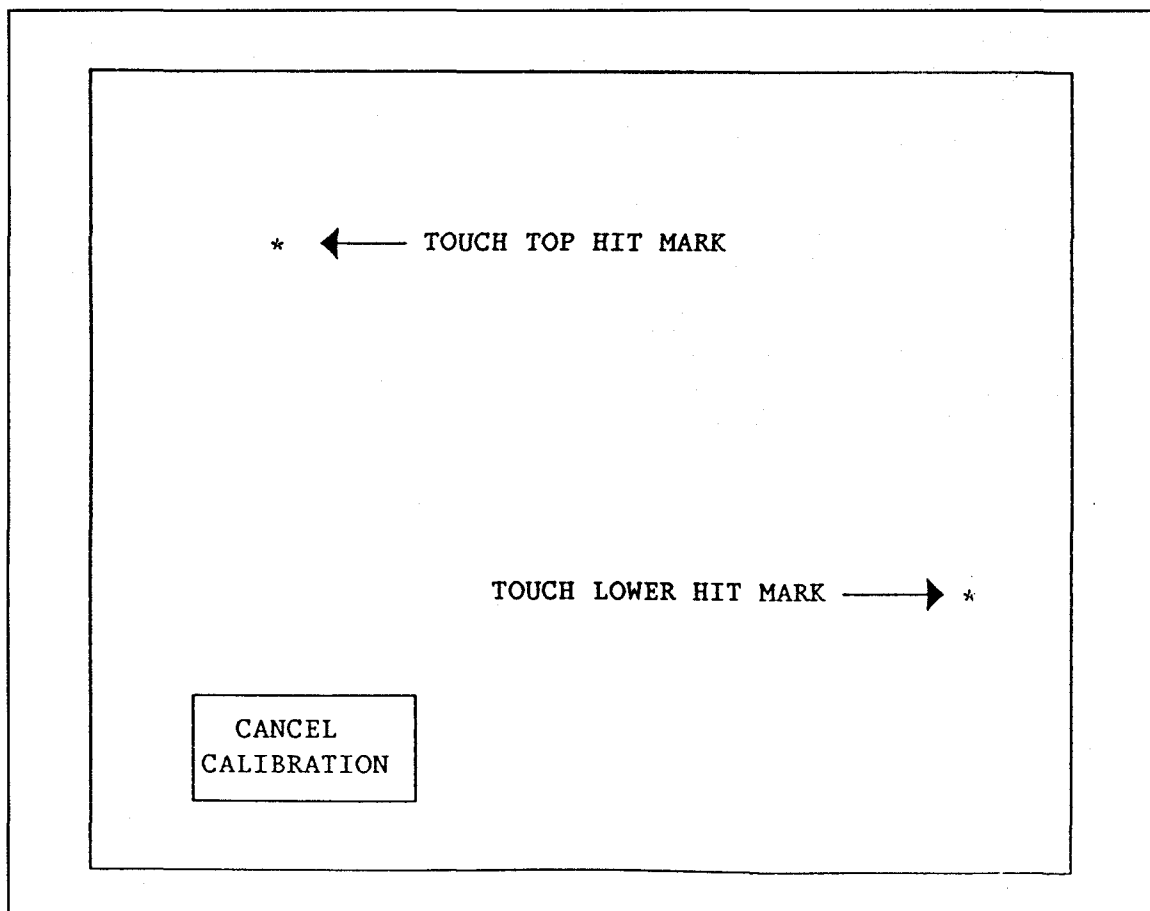 * TOUCH TOP HIT MARK
TOUCH LOWER HIT MARK *
CANCEL
CALIBRATION